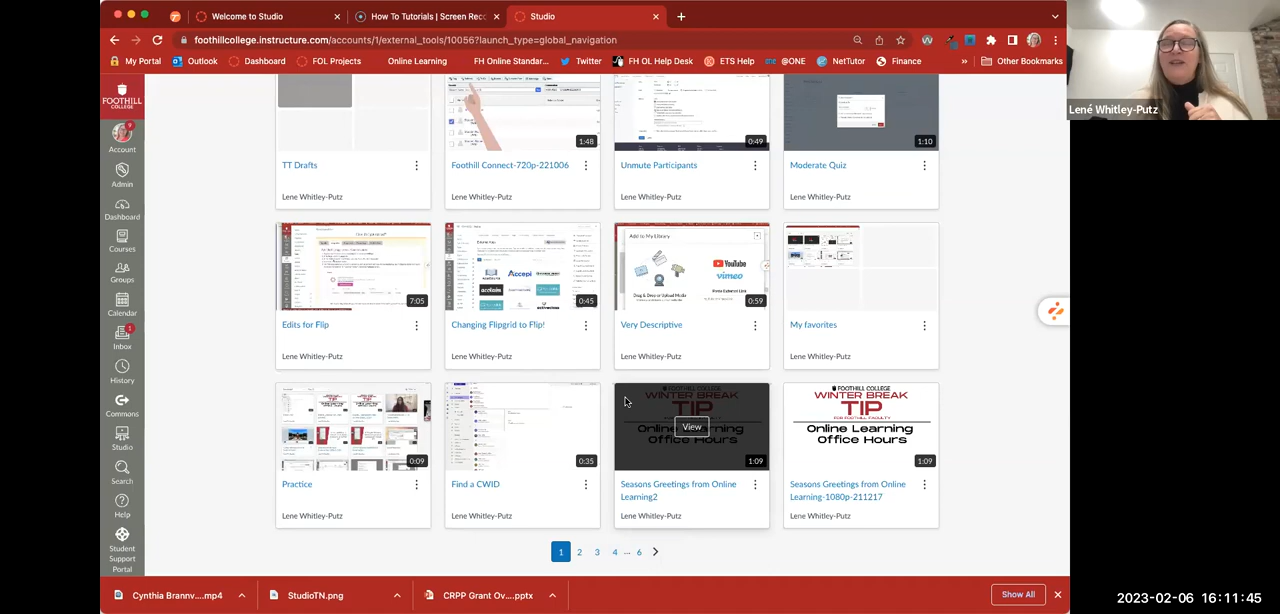 Welcome to Studio
How To Tutorials | Screen Rec
Studio
foothillcollege.instructure.com/accounts/1/external_tools/10056?launch_type=global_navigation
My Portal
Outlook
Dashboard
FOL Projects
Online Learning
FH Online Standar...
Twitter
FH OL Help Desk
ETS Help
@ONE
NetTutor
Finance
Other Bookmarks
Lené Whitley-Putz
FOOTHILL
COLLEGE
9
Account
Admin
Dashboard
Courses
Groups
Calendar
1
Inbox
History
Commons
Studio
Search
Help
Student
Support
Portal
1:48
0:49
1:10
TT Drafts
Foothill Connect-720p-221006
Unmute Participants
Moderate Quiz
Lene Whitley-Putz
Lene Whitley-Putz
Lene Whitley-Putz
Lene Whitley-Putz
Add to My Library
Accepi
YouTube
vimeo
7:05
0:45
0:59
Edits for Flip
Changing Flipgrid to Flip!
Very Descriptive
My favorites
Lene Whitley-Putz
Lene Whitley-Putz
Lene Whitley-Putz
Lene Whitley-Putz
FOOTHILL COLLEGE
WINTER BREAK
TIP
Online Learning
Office Hours
View
FOOTHILL COLLEGE
WINTER BREAK
TIP
FOR FOOTHILL FACULTY
Online Learning
Office Hours
0:09
0:35
1:09
1:09
Practice
Find a CWID
Seasons Greetings from Online
Learning2
Seasons Greetings from Online
Learning-1080p-211217
Lene Whitley-Putz
Lene Whitley-Putz
Lene Whitley-Putz
Lene Whitley-Putz
1 2 3 4 ... 6
Cynthia Brannv....mp4
StudioTN.png
CRPP Grant Ov....pptx
Show All
2023-02-06 16:11:45